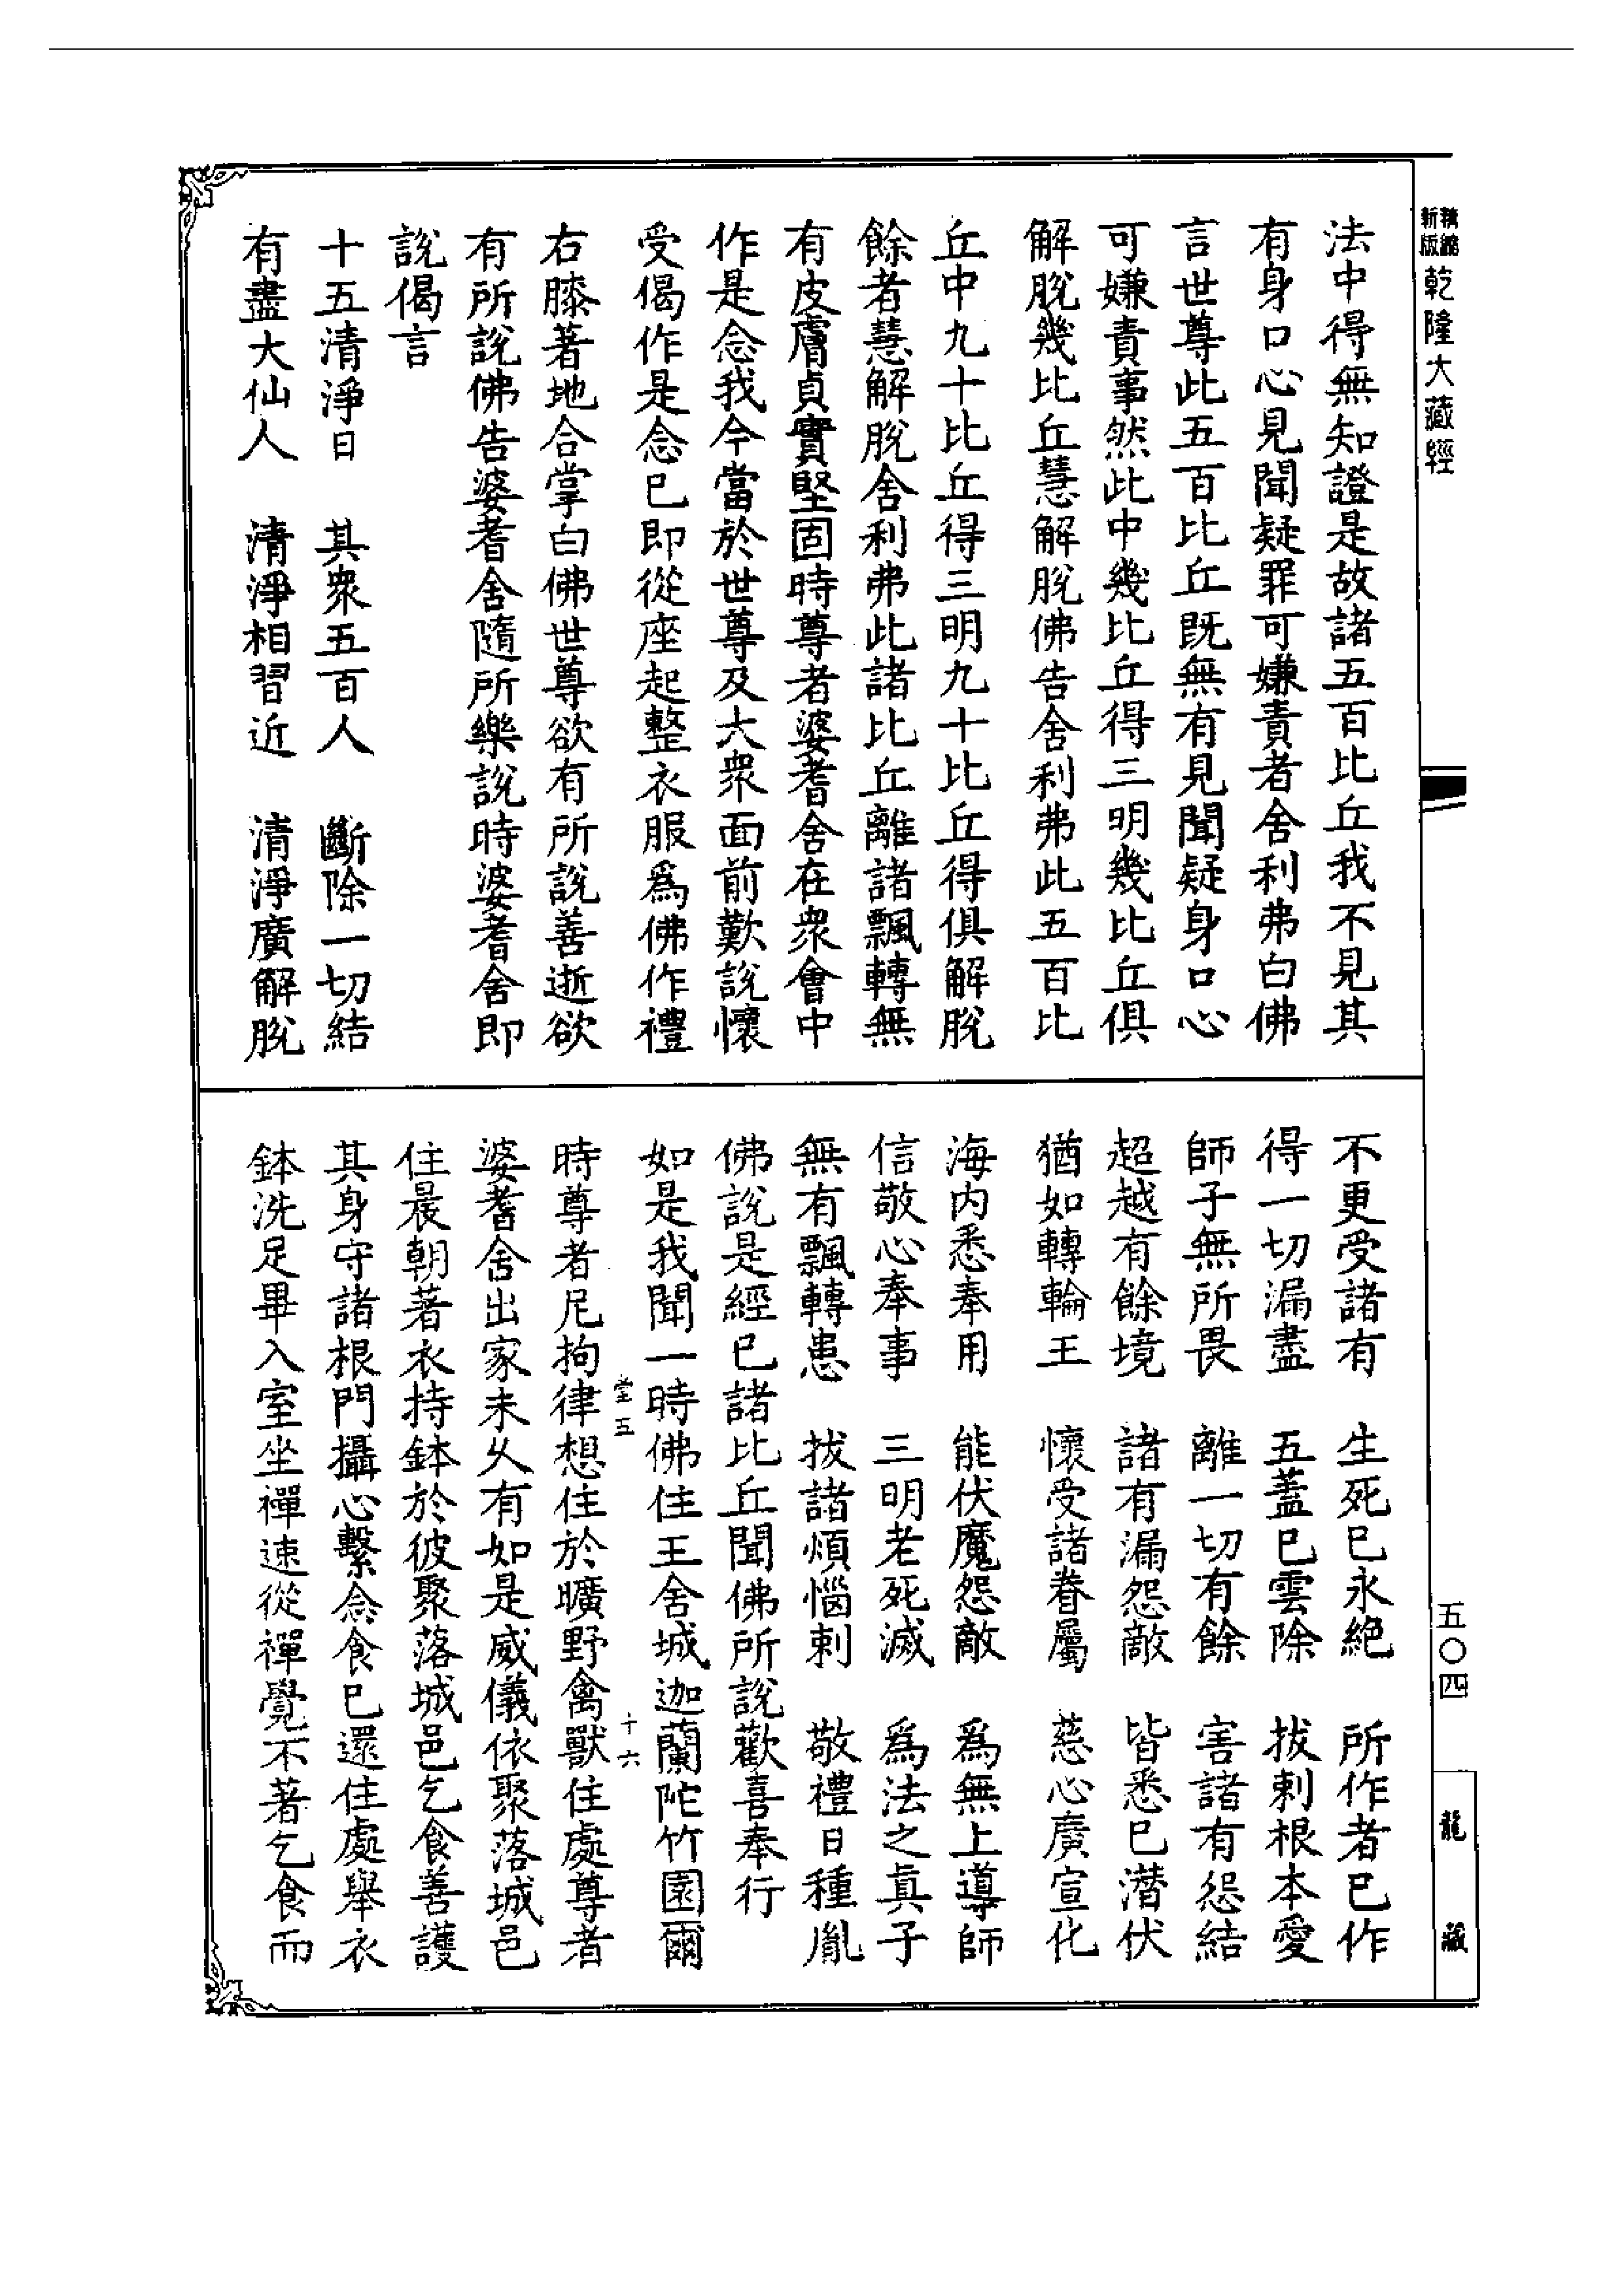 精縮
新版
乾隆大藏經
法中得無知證是故諸五百比丘我不見其
有身口心見聞疑罪可嫌責者舍利弗白佛
言世尊此五百比丘既無有見聞疑身口心
可嫌責事然此中幾比丘得三明幾比丘俱
解脫幾比丘慧解脫佛告舍利弗此五百比
丘中九十比丘得三明九十比丘得俱解脫
餘者慧解脫舍利弗此諸比丘離諸飄轉無
有皮膚貞實堅固時尊者婆耆舍在眾會中
作是念我今當於世尊及大眾面前歎說懷
受偈作是念已即從座起整衣服為佛作禮
右膝著地合掌白佛世尊欲有所說善逝欲
有所說佛告婆耆舍隨所樂說時婆耆舍即
說偈言
十五清淨日　其眾五百人　斷除一切結
有盡大仙人　清淨相習近　清淨廣解脫
不更受諸有　生死已永絕　所作者已作
得一切漏盡　五蓋已雲除　拔刺根本愛
師子無所畏　離一切有餘　害諸有怨結
超越有餘境　諸有漏怨敵　皆悉已潛伏
猶如轉輪王　懷受諸眷屬　慈心廣宣化
海內悉奉用　能伏魔怨敵　為無上導師
信敬心奉事　三明老死滅　為法之真子
無有飄轉患　拔諸煩惱刺　敬禮日種胤
佛說是經已諸比丘聞佛所說歡喜奉行
如是我聞一時佛住王舍城迦蘭陀竹園爾
堂五
十六
時尊者尼拘律想住於曠野禽獸住處尊者
婆耆舍出家未久有如是威儀依聚落城邑
住晨朝著衣持鉢於彼聚落城邑乞食善護
其身守諸根門攝心繫念食已還住處舉衣
鉢洗足畢入室坐禪速從禪覺不著乞食而
五〇四
龍藏